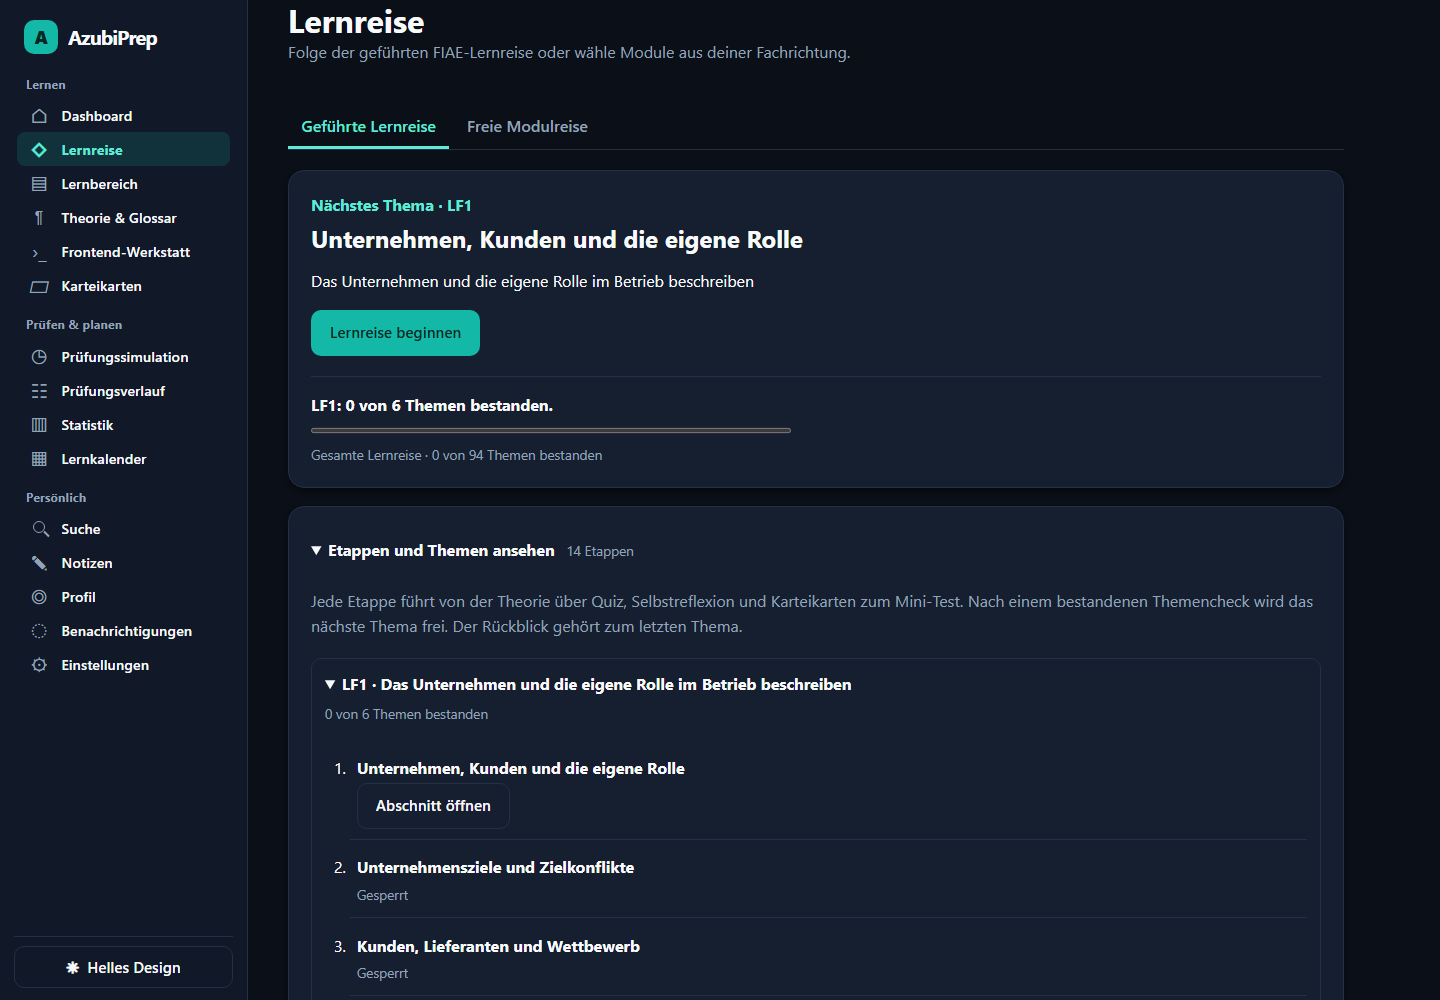 A AzubiPrep
Lernen
Dashboard
Lernreise
Lernbereich
¶ Theorie & Glossar
›_ Frontend-Werkstatt
Karteikarten
Prüfen & planen
Prüfungssimulation
Prüfungsverlauf
Statistik
Lernkalender
Persönlich
Suche
Notizen
Profil
Benachrichtigungen
Einstellungen
Helles Design
Lernreise
Folge der geführten FIAE-Lernreise oder wähle Module aus deiner Fachrichtung.
Geführte Lernreise Freie Modulreise
Nächstes Thema · LF1
Unternehmen, Kunden und die eigene Rolle
Das Unternehmen und die eigene Rolle im Betrieb beschreiben
Lernreise beginnen
LF1: 0 von 6 Themen bestanden.
Gesamte Lernreise · 0 von 94 Themen bestanden
▼ Etappen und Themen ansehen 14 Etappen
Jede Etappe führt von der Theorie über Quiz, Selbstreflexion und Karteikarten zum Mini-Test. Nach einem bestandenen Themencheck wird das
nächste Thema frei. Der Rückblick gehört zum letzten Thema.
▼ LF1 · Das Unternehmen und die eigene Rolle im Betrieb beschreiben
0 von 6 Themen bestanden
1. Unternehmen, Kunden und die eigene Rolle
Abschnitt öffnen
2. Unternehmensziele und Zielkonflikte
Gesperrt
3. Kunden, Lieferanten und Wettbewerb
Gesperrt